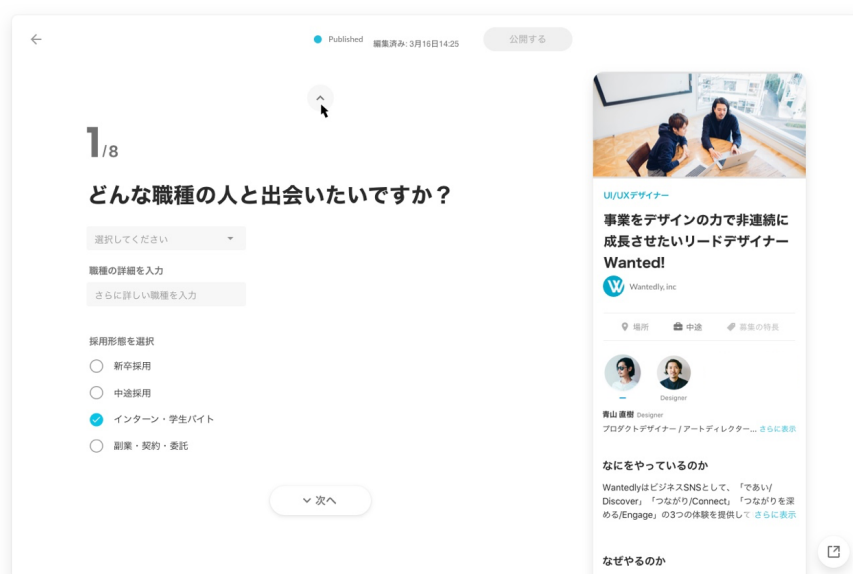 Published 編集済み: 3月16日14:25 公開する
1/8
どんな職種の人と出会いたいですか？
選択してください
職種の詳細を入力
さらに詳しい職種を入力
採用形態を選択
新卒採用
中途採用
インターン・学生バイト
副業・契約・委託
次へ
UI/UXデザイナー
事業をデザインの力で非連続に
成長させたいリードデザイナー
Wanted!
W Wantedly, inc
場所 中途 募集の特長
Designer
青山 直樹 Designer
プロダクトデザイナー / アートディレクター... さらに表示
なにをやっているのか
WantedlyはビジネスSNSとして、「であい/
Discover」「つながり/Connect」「つながりを深
める/Engage」の3つの体験を提供して さらに表示
なぜやるのか